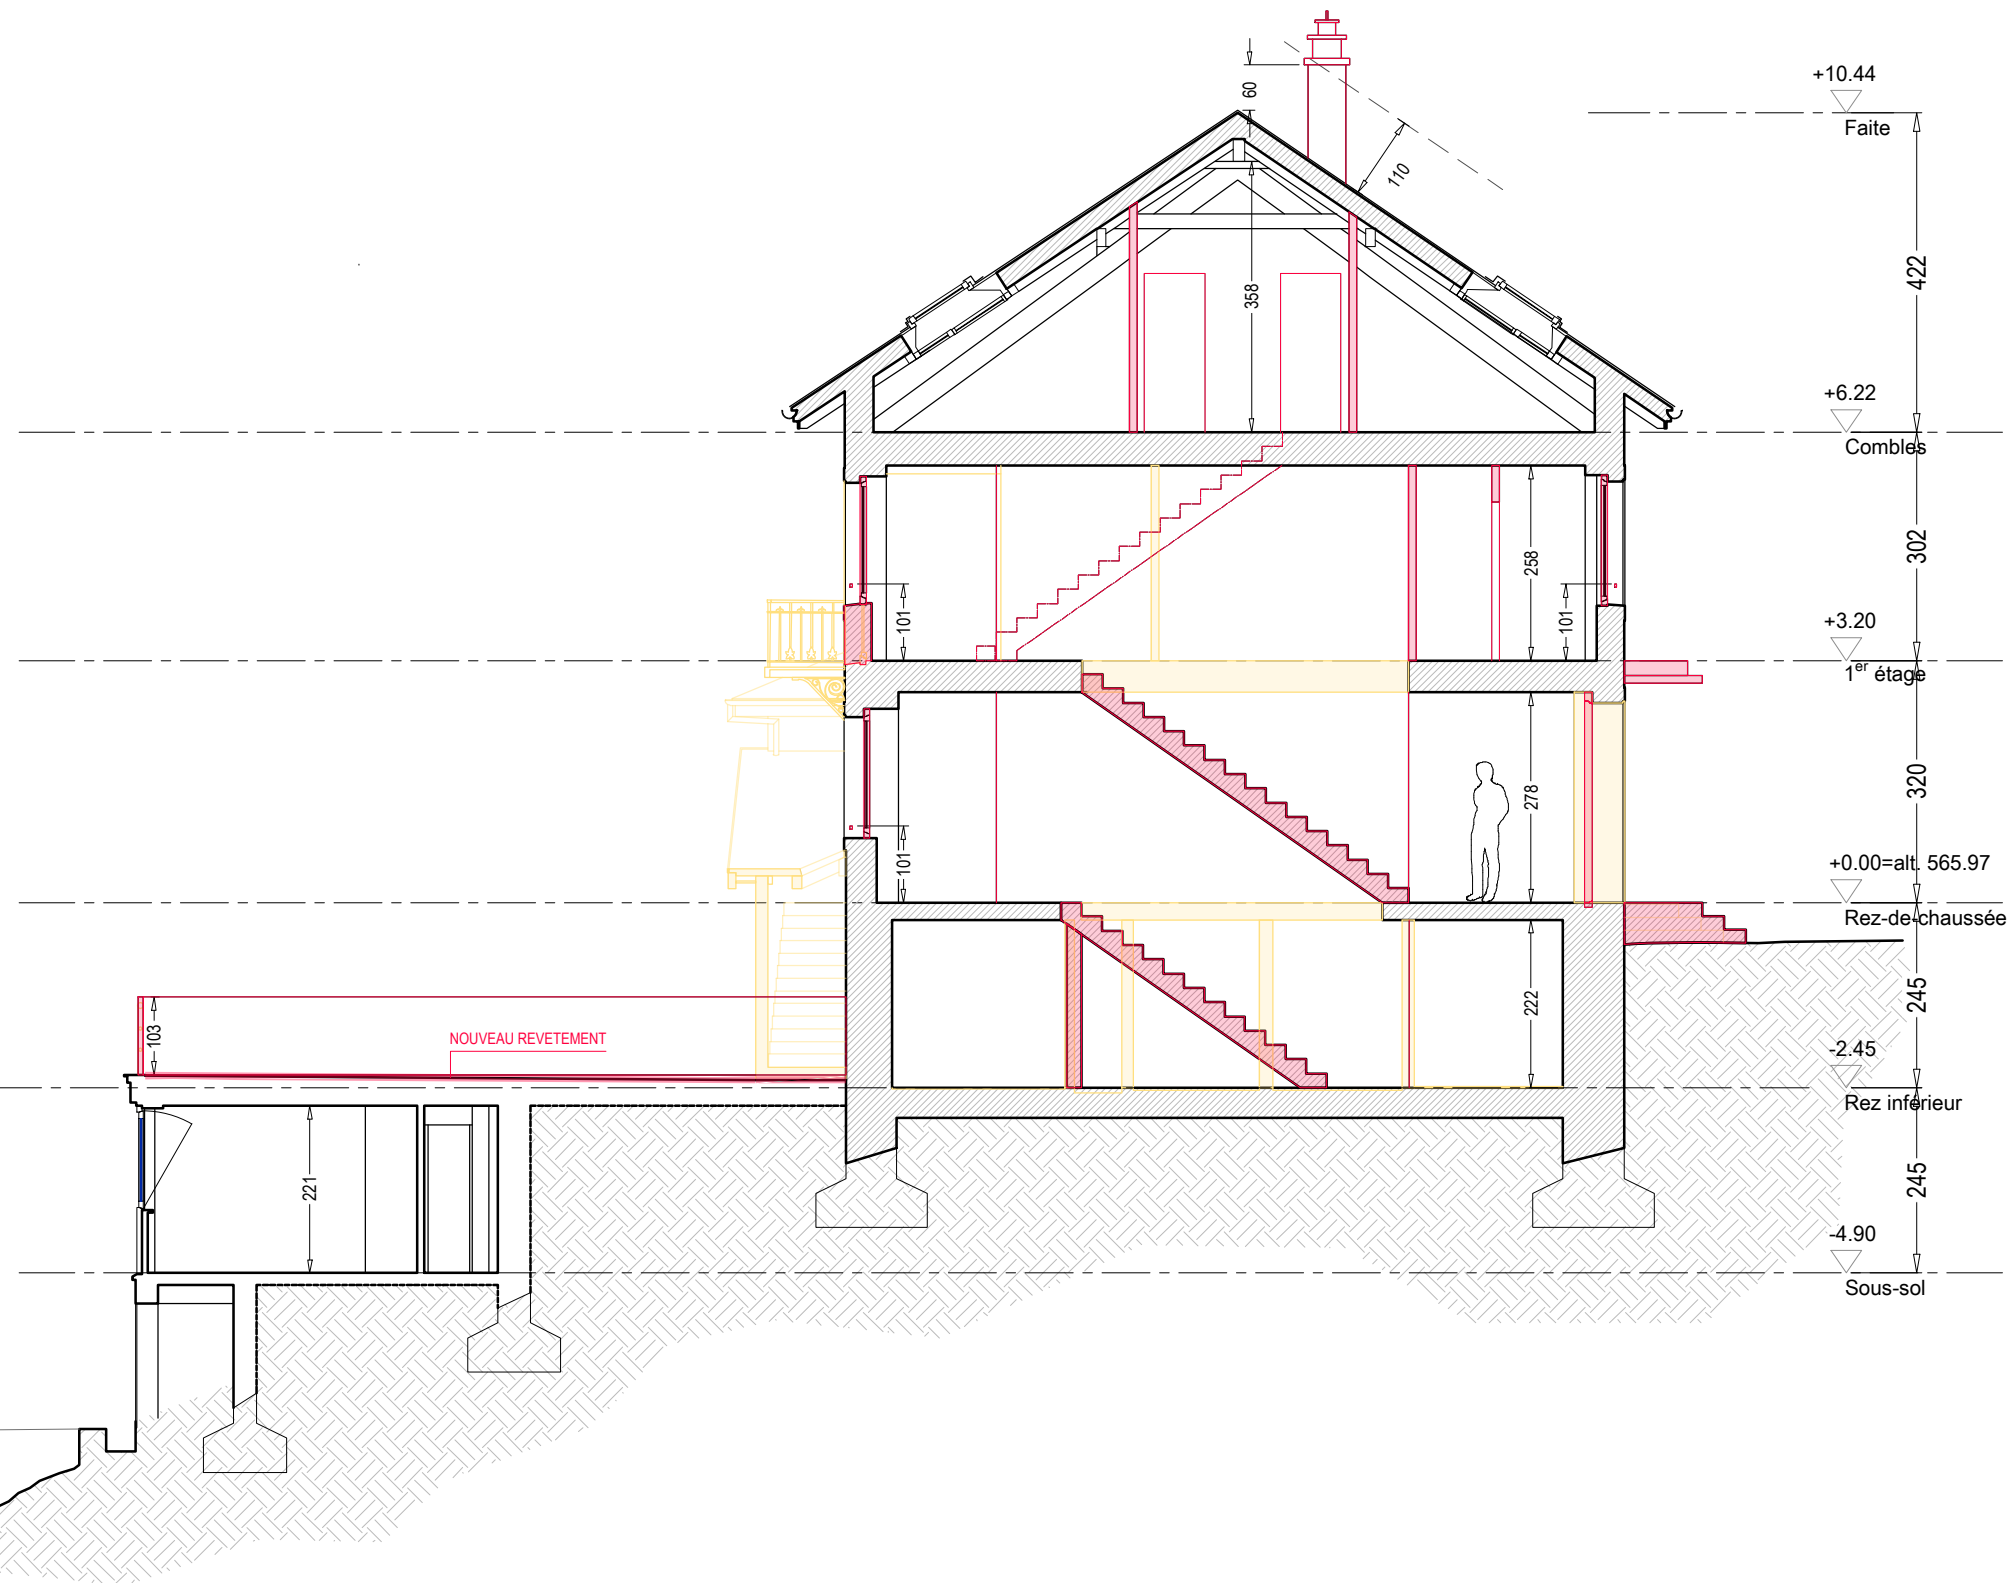 +10.44
Faite
60
110
422
358
+6.22
Combles
302
258
101
101
+3.20
1er étage
320
278
101
+0.00=alt. 565.97
Rez-de-chaussée
245
222
103
NOUVEAU REVETEMENT
-2.45
Rez inférieur
245
221
-4.90
Sous-sol